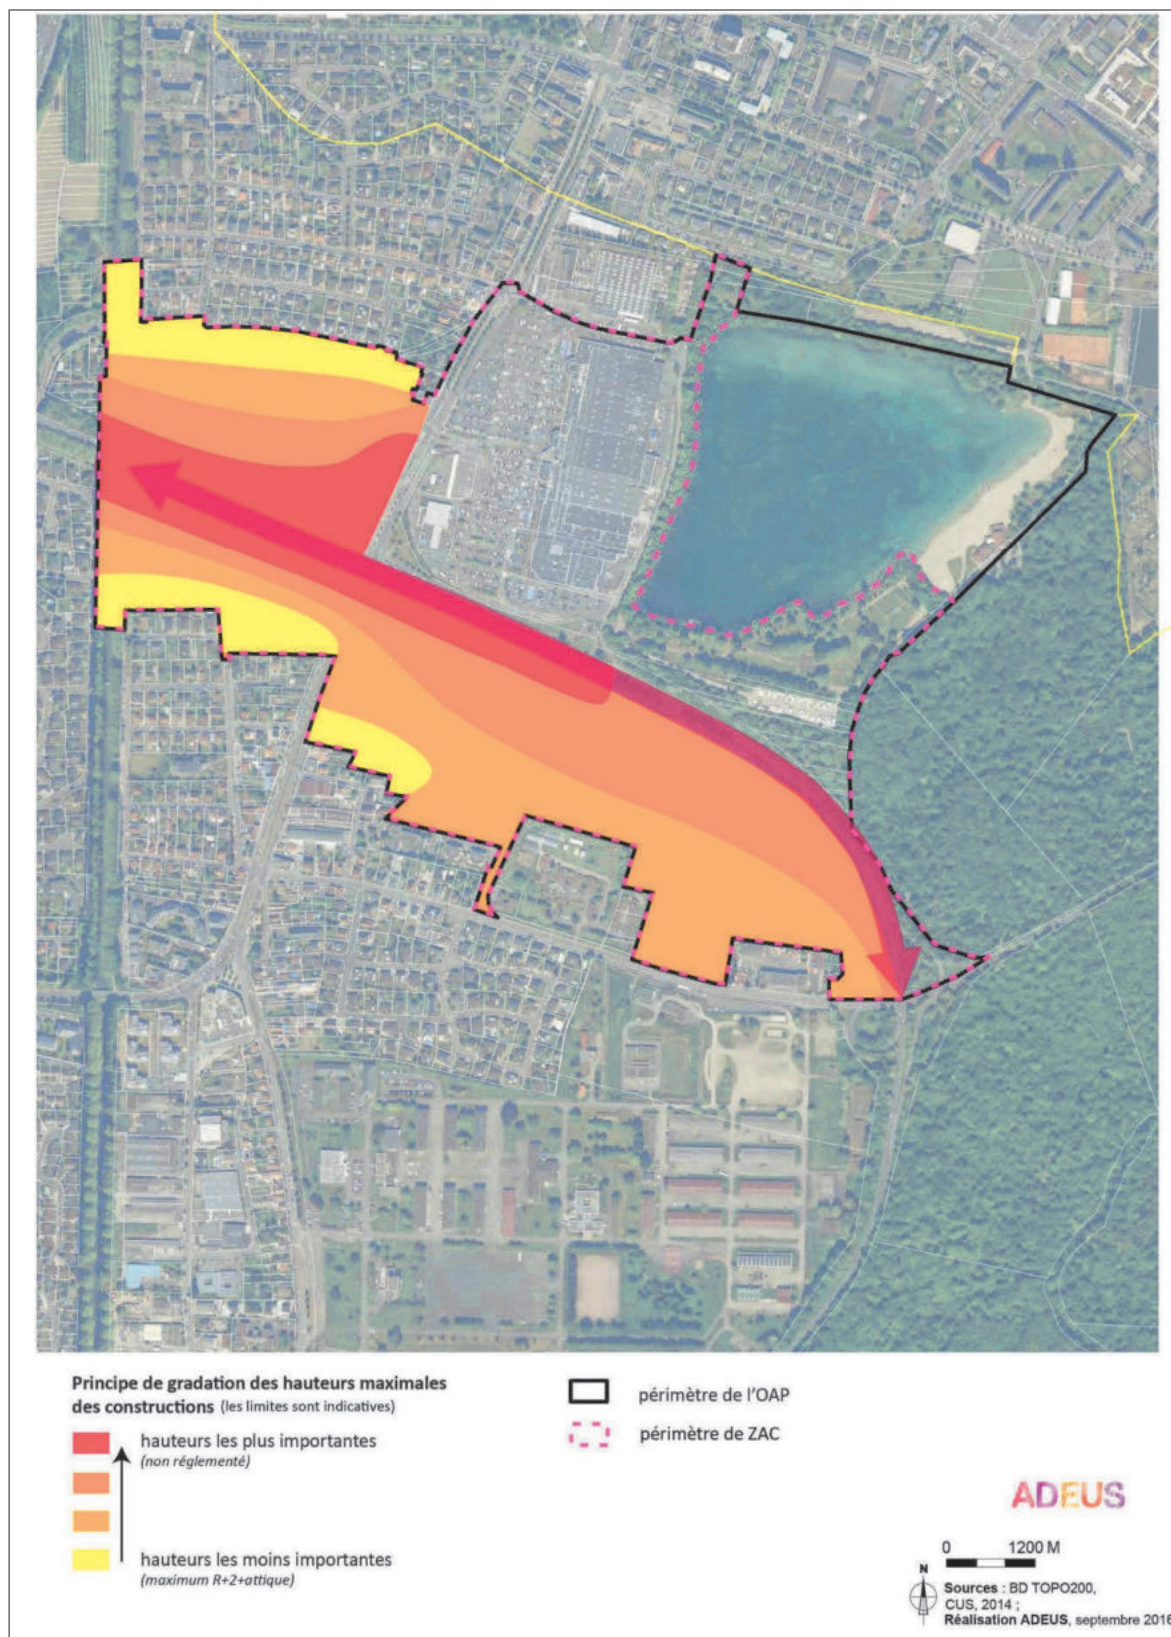 Principe de gradation des hauteurs maximales
des constructions (les limites sont indicatives)
hauteurs les plus importantes
(non réglementé)
hauteurs les moins importantes
(maximum R+2+attique)
périmètre de l'OAP
périmètre de ZAC
ADEUS
0 1200 M
N
Sources : BD TOPO200,
CUS, 2014 ;
Réalisation ADEUS, septembre 2016